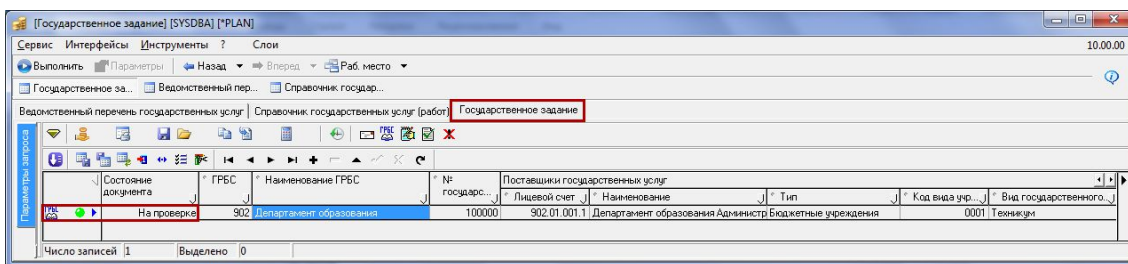 [Государственное задание] [SYSDBA] [*PLAN]
Сервис Интерфейсы Инструменты ? Слои 10.00.00
Выполнить Параметры Назад Вперед Раб. место
Государственное за... Ведомственный пер... Справочник государ...
Ведомственный перечень государственных услуг Справочник государственных услуг (работ) Государственное задание
Параметры запроса
Состояние документа ГРБС Наименование ГРБС № государс... Поставщики государственных услуг
Лицевой счет Наименование Тип Код вида учр... Вид государственного...
ГРБС На проверке 902 Департамент образования 100000 902.01.001.1 Департамент образования Администр Бюджетные учреждения 0001 Техникум
Число записей 1 Выделено 0